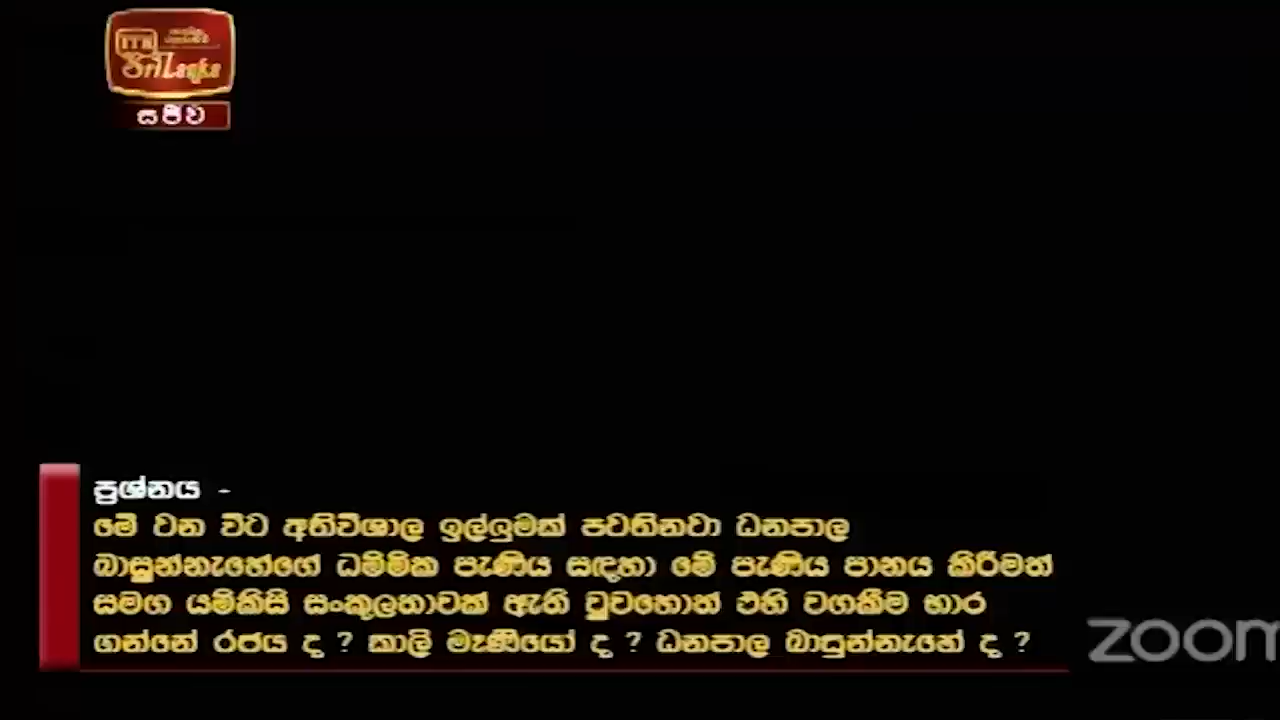 ITN
SriLanka
සජීව
ප්‍රශ්නය -
මේ වන විට අතිවිශාල ඉල්ලුමක් පවතිනවා ධනපාල
බාසුන්නැහේගේ ධම්මික පැණිය සඳහා මේ පැණිය පානය කිරීමත්
සමග යම්කිසි සංකුලතාවක් ඇති වුවහොත් එහි වගකීම භාර
ගන්නේ රජය ද ? කාලි මෑණියෝ ද ? ධනපාල බාසුන්නැහේ ද ?
zoom